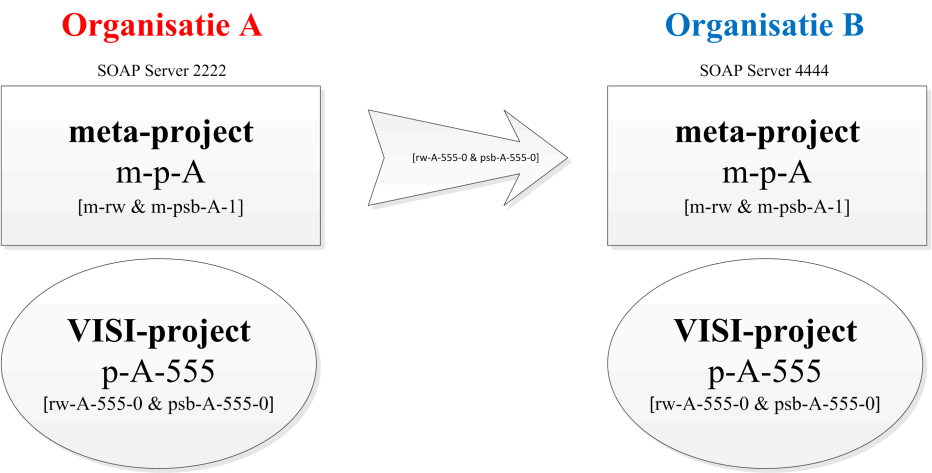 Organisatie A
SOAP Server 2222
meta-project
m-p-A
[m-rw & m-psb-A-1]
VISI-project
p-A-555
[rw-A-555-0 & psb-A-555-0]
[rw-A-555-0 & psb-A-555-0]
Organisatie B
SOAP Server 4444
meta-project
m-p-A
[m-rw & m-psb-A-1]
VISI-project
p-A-555
[rw-A-555-0 & psb-A-555-0]